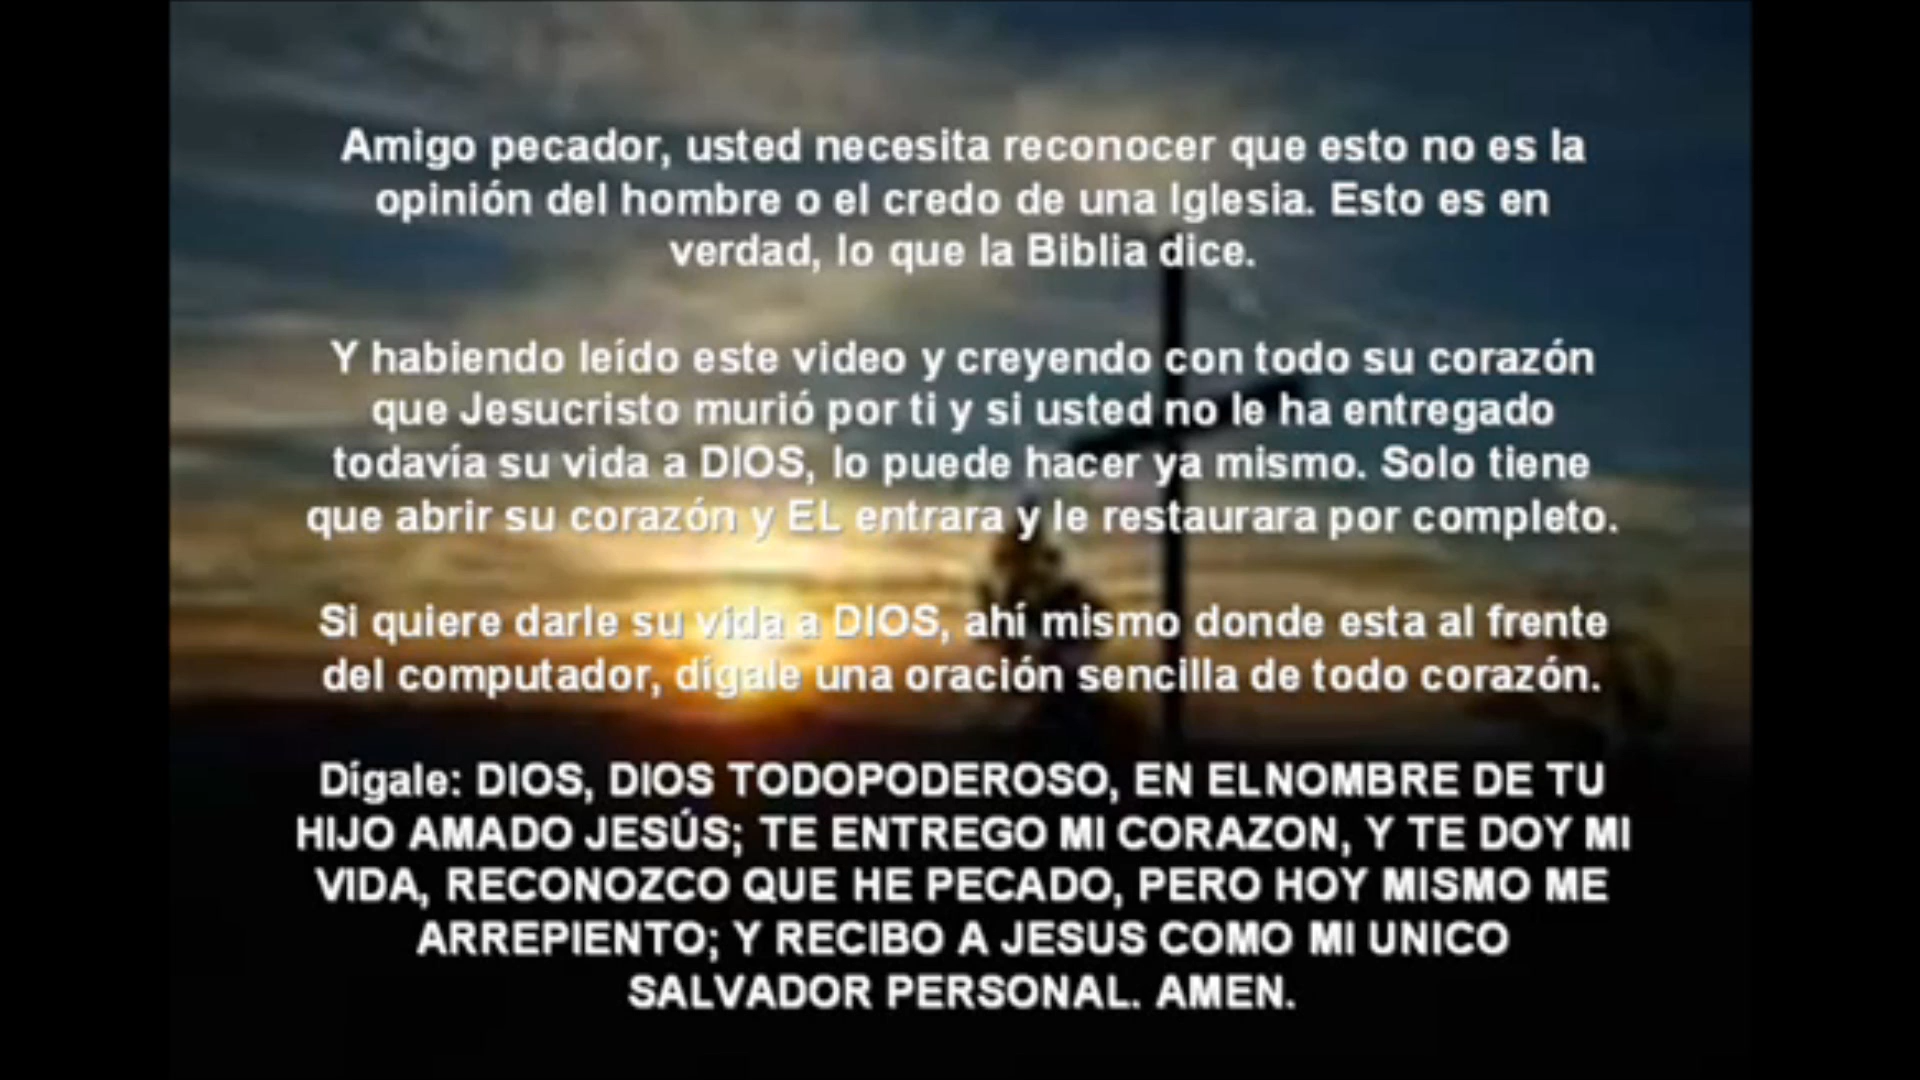 Amigo pecador, usted necesita reconocer que esto no es la
opinión del hombre o el credo de una Iglesia. Esto es en
verdad, lo que la Biblia dice.
Y habiendo leído este video y creyendo con todo su corazón
que Jesucristo murió por ti y si usted no le ha entregado
todavía su vida a DIOS, lo puede hacer ya mismo. Solo tiene
que abrir su corazón y EL entrara y le restaurara por completo.
Si quiere darle su vida a DIOS, ahí mismo donde esta al frente
del computador, dígale una oración sencilla de todo corazón.
Dígale: DIOS, DIOS TODOPODEROSO, EN ELNOMBRE DE TU
HIJO AMADO JESÚS; TE ENTREGO MI CORAZON, Y TE DOY MI
VIDA, RECONOZCO QUE HE PECADO, PERO HOY MISMO ME
ARREPIENTO; Y RECIBO A JESUS COMO MI UNICO
SALVADOR PERSONAL. AMEN.